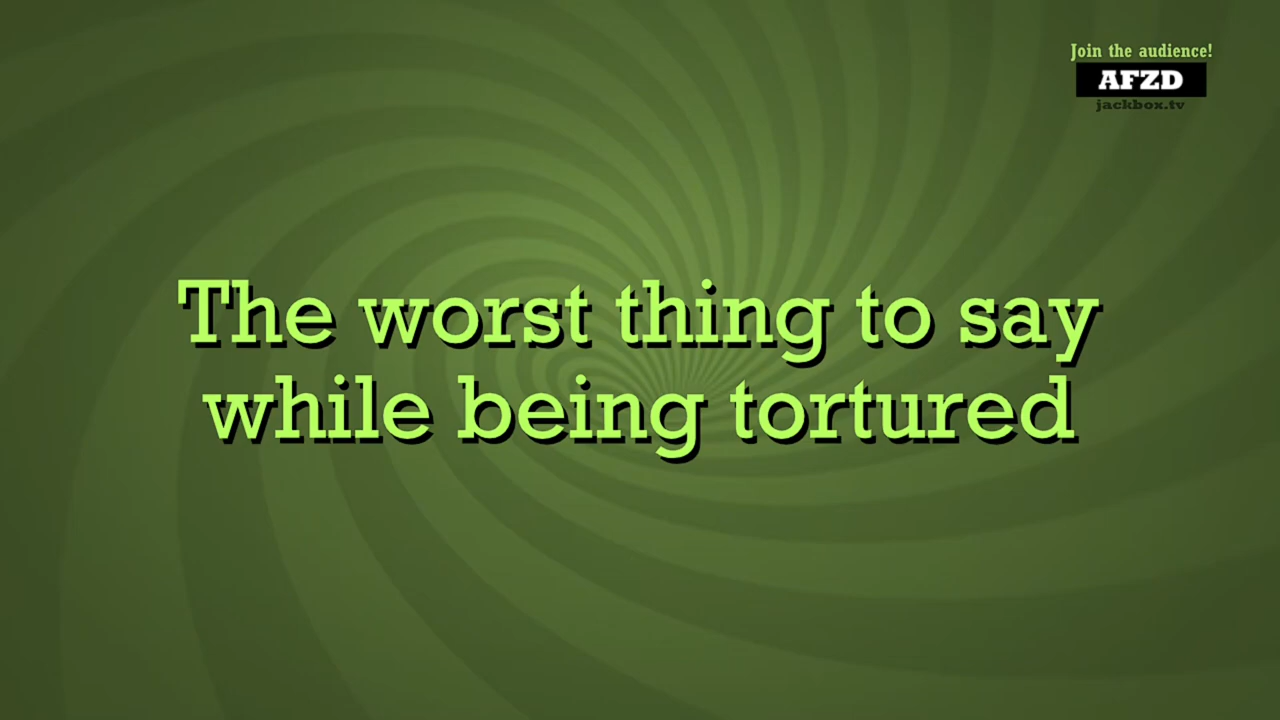 Join the audience!
AFZD
jackbox.tv
The worst thing to say
while being tortured